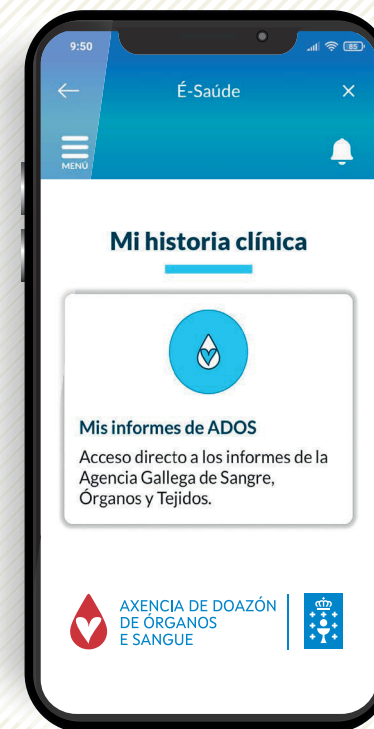 9:50
85
É-Saúde
MENÚ
Mi historia clínica
Mis informes de ADOS
Acceso directo a los informes de la
Agencia Gallega de Sangre,
Órganos y Tejidos.
AXENCIA DE DOAZÓN
DE ÓRGANOS
E SANGUE